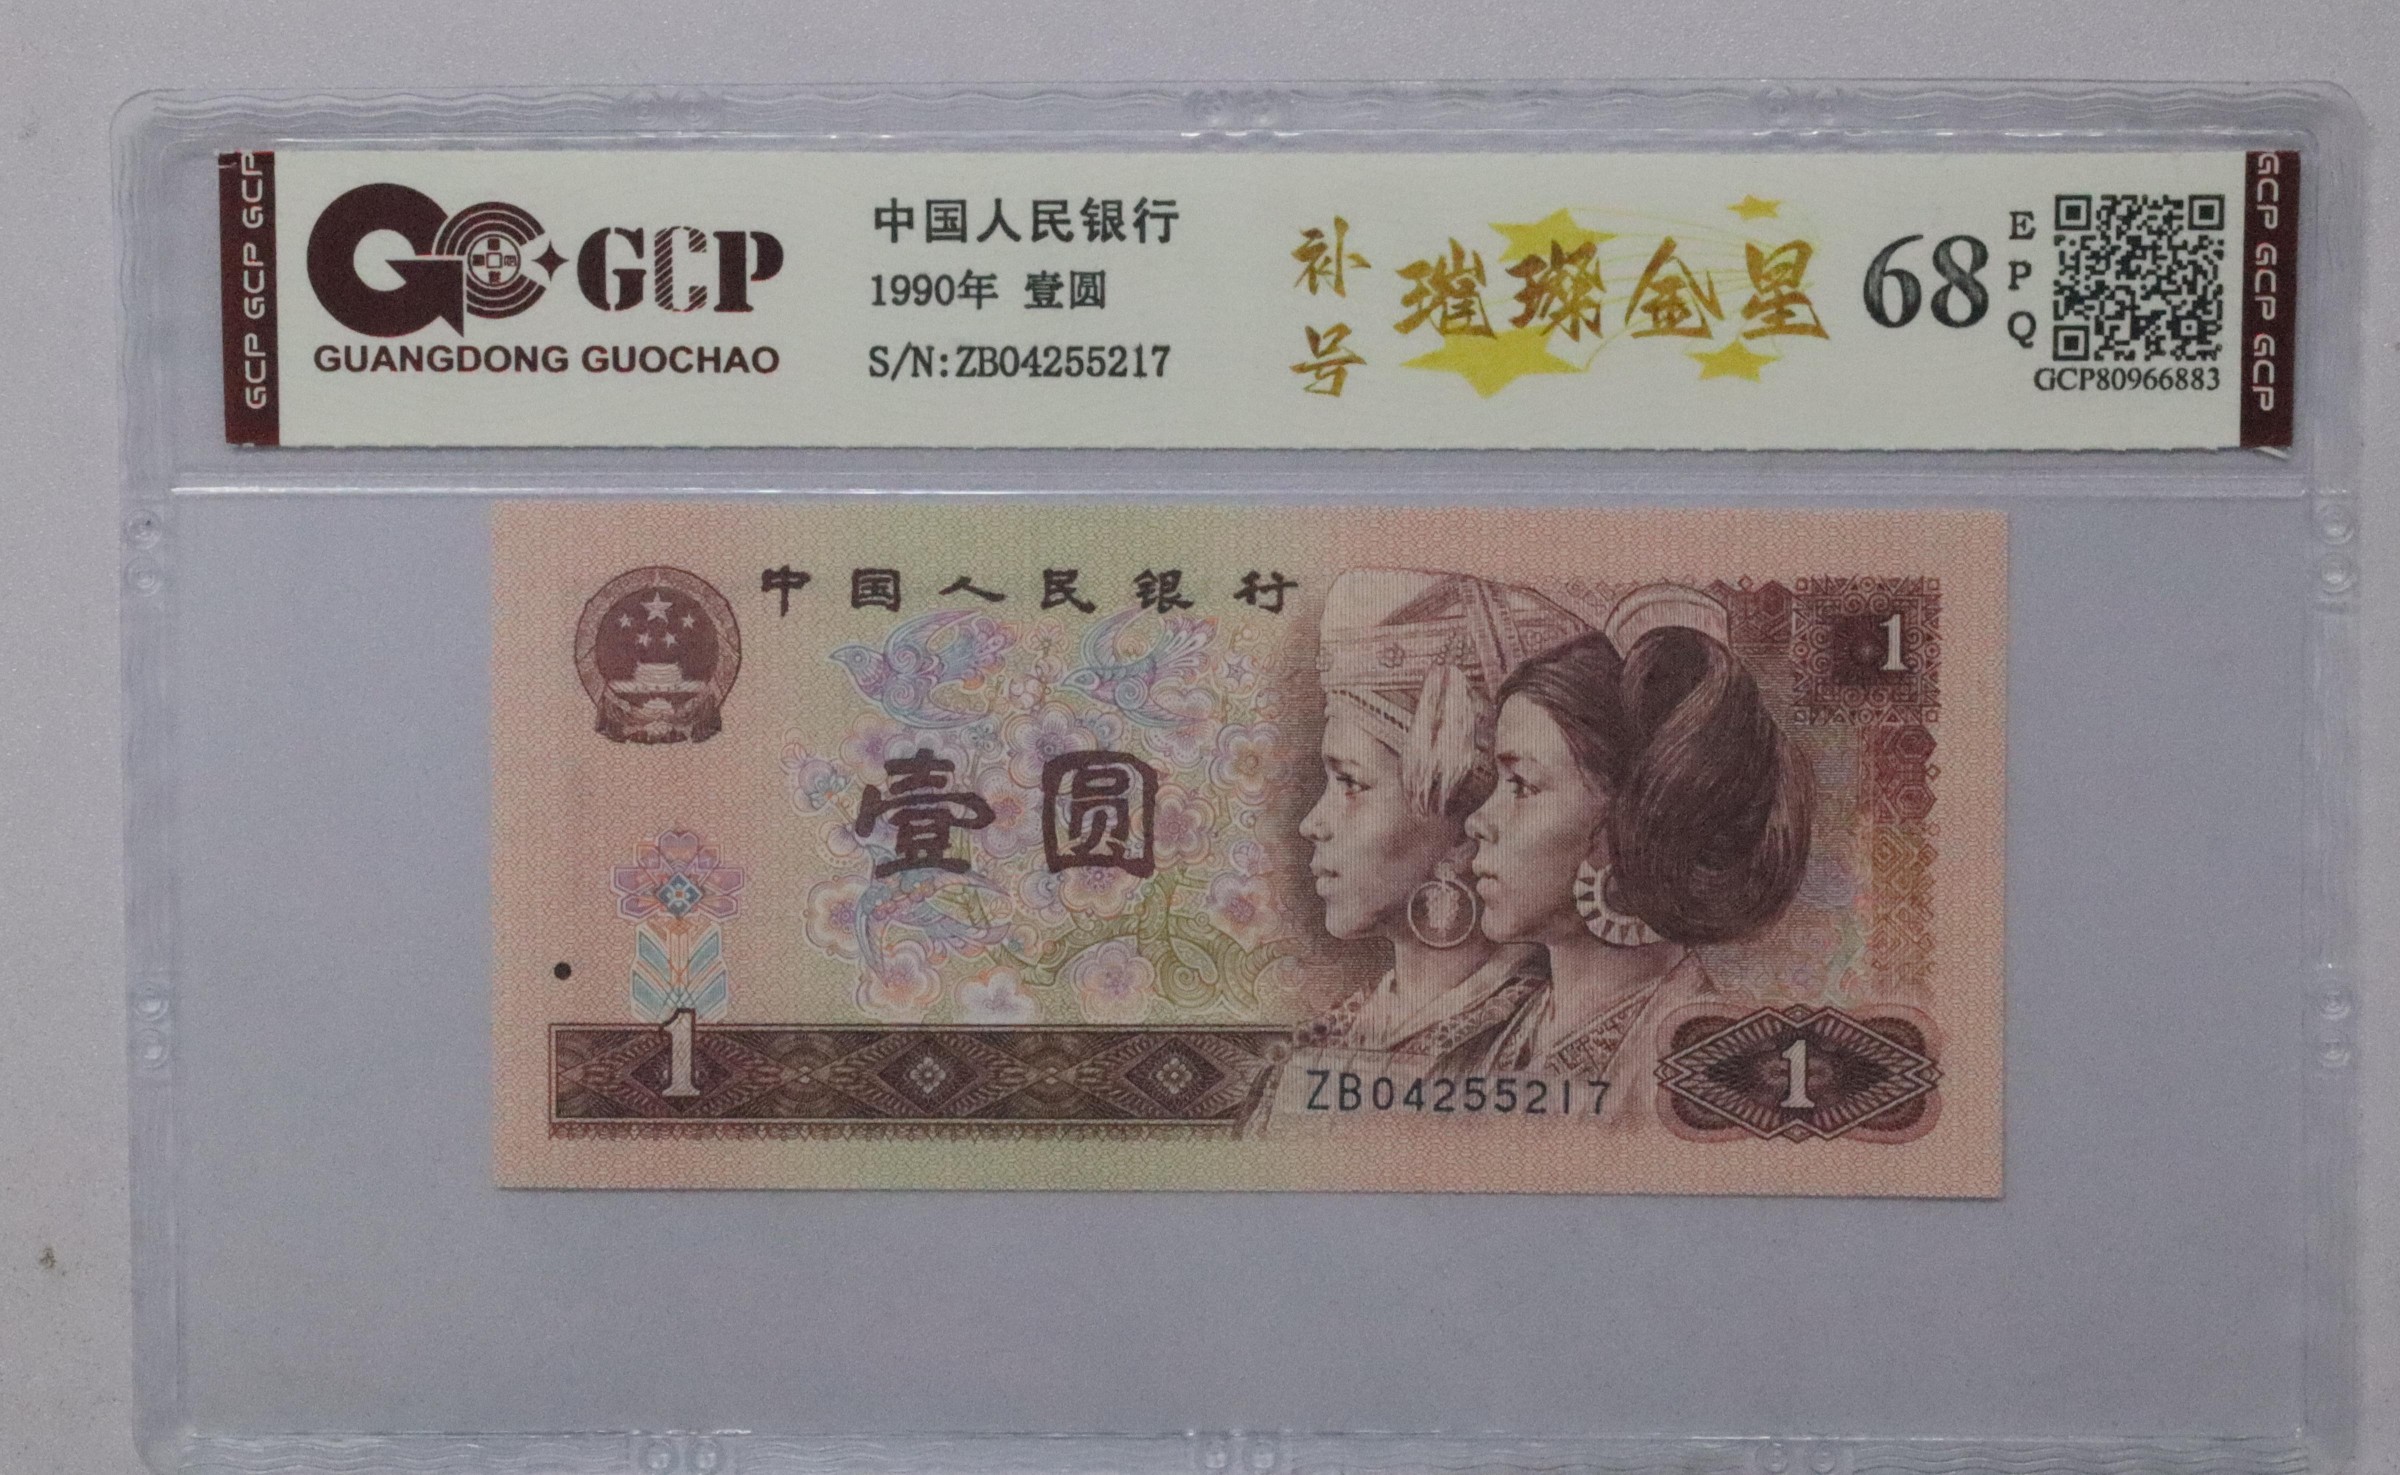 GCP GCP GCP
GCP
GUANGDONG GUOCHAO
中国人民银行
1990年 壹圆
S/N:ZB04255217
补号
璀璨金星
68
EPQ
GCP80966883
GCP GCP GCP
中国人民银行
1
壹圆
1
ZB04255217
1